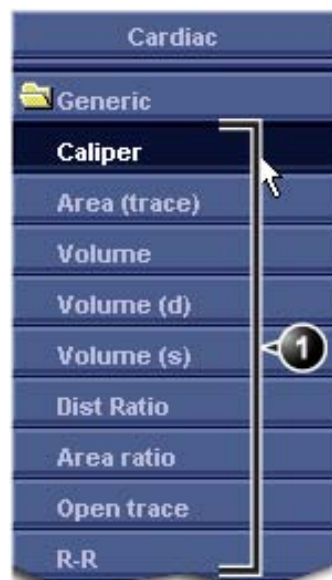 Cardiac
Generic
Caliper
Area (trace)
Volume
Volume (d)
Volume (s)
1
Dist Ratio
Area ratio
Open trace
R-R